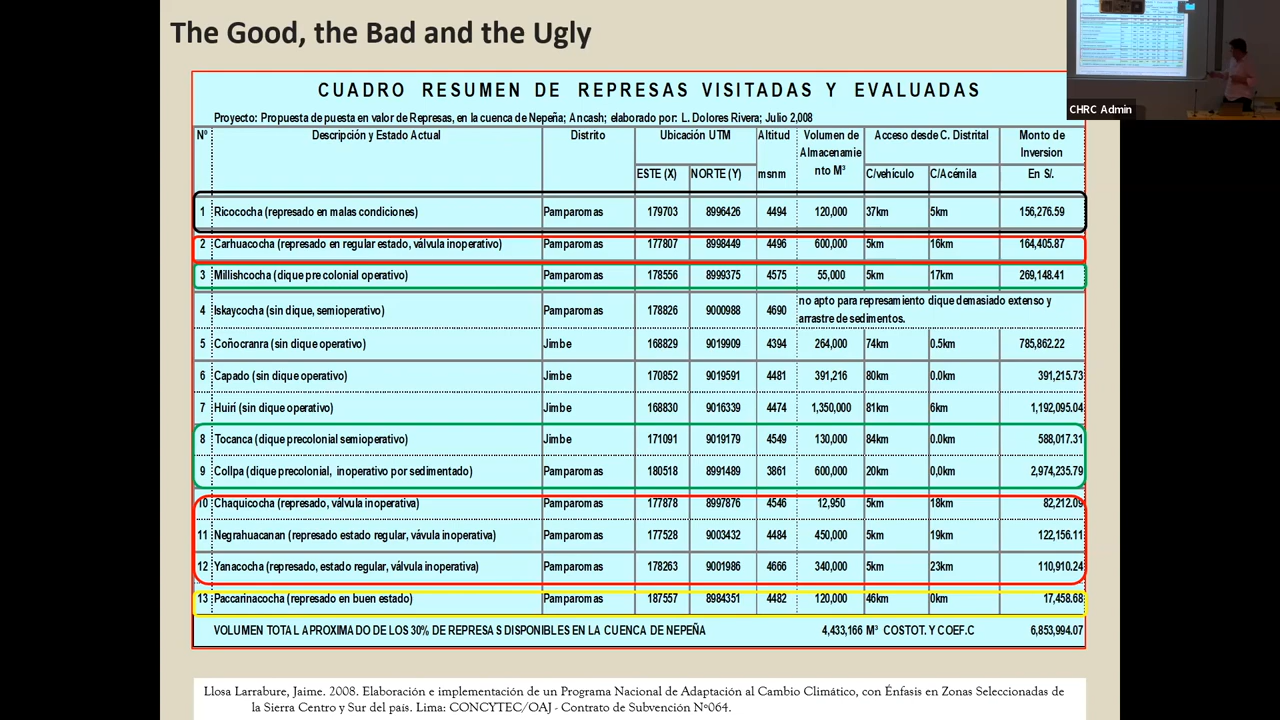 The Good, the Bad and the Ugly
CHRC Admin
CUADRO RESUMEN DE REPRESAS VISITADAS Y EVALUADAS
Proyecto: Propuesta de puesta en valor de Represas, en la cuenca de Nepeña; Ancash; elaborado por: L. Dolores Rivera; Julio 2,008
Nº Descripción y Estado Actual Distrito Ubicación UTM Altitud Volumen de Almacenamiento M³ Acceso desde C. Distrital Monto de Inversion
ESTE (X) NORTE (Y) msnm C/vehículo C/Acémila En S/.
1 Ricococha (represado en malas condiciones) Pamparomas 179703 8996426 4494 120,000 37km 5km 156,276.59
2 Carhuacocha (represado en regular estado, válvula inoperativo) Pamparomas 177807 8998449 4496 600,000 5km 16km 164,405.87
3 Millishcocha (dique pre colonial operativo) Pamparomas 178556 8999375 4575 55,000 5km 17km 269,148.41
4 Iskaycocha (sin dique, semioperativo) Pamparomas 178826 9000988 4690 no apto para represamiento dique demasiado extenso y
arrastre de sedimentos.
5 Coñocranra (sin dique operativo) Jimbe 168829 9019909 4394 264,000 74km 0.5km 785,862.22
6 Capado (sin dique operativo) Jimbe 170852 9019591 4481 391,216 80km 0.0km 391,215.73
7 Huirí (sin dique operativo) Jimbe 168830 9016339 4474 1,350,000 81km 6km 1,192,095.04
8 Tocanca (dique precolonial semioperativo) Jimbe 171091 9019179 4549 130,000 84km 0.0km 588,017.31
9 Collpa (dique precolonial, inoperativo por sedimentado) Pamparomas 180518 8991489 3861 600,000 20km 0,0km 2,974,235.79
10 Chaquicocha (represado, válvula inoperativa) Pamparomas 177878 8997876 4546 12,950 5km 18km 82,212.09
11 Negrahuacanan (represado estado regular, vávula inoperativa) Pamparomas 177528 9003432 4484 450,000 5km 19km 122,156.11
12 Yanacocha (represado, estado regular, válvula inoperativa) Pamparomas 178263 9001986 4666 340,000 5km 23km 110,910.24
13 Paccarinacocha (represado en buen estado) Pamparomas 187557 8984351 4482 120,000 46km 0km 17,458.68
VOLUMEN TOTAL APROXIMADO DE LOS 30% DE REPRESAS DISPONIBLES EN LA CUENCA DE NEPEÑA 4,433,166 M³ COSTOT. Y COEF.C 6,853,994.07
Llosa Larrabure, Jaime. 2008. Elaboración e implementación de un Programa Nacional de Adaptación al Cambio Climático, con Énfasis en Zonas Seleccionadas de
la Sierra Centro y Sur del país. Lima: CONCYTEC/OAJ - Contrato de Subvención Nº064.